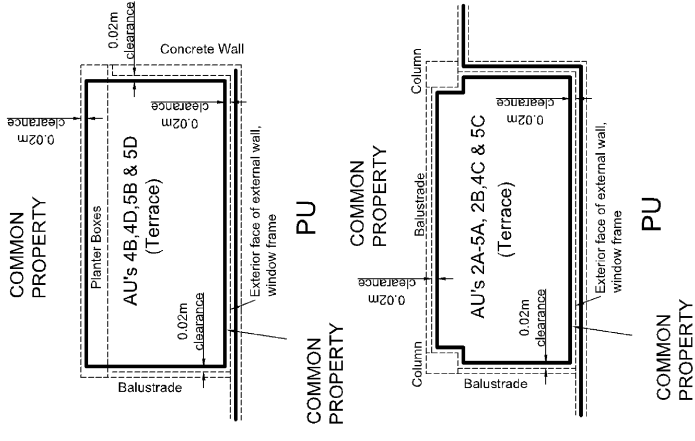 0.02m
clearance
Concrete Wall
0.02m
clearance
0.02m
clearance
COMMON
PROPERTY
Planter Boxes
AU's 4B,4D,5B & 5D
(Terrace)
Exterior face of external wall,
window frame
PU
0.02m
clearance
Balustrade
COMMON
PROPERTY
Column
0.02m
clearance
COMMON
PROPERTY
Balustrade
AU's 2A-5A, 2B,4C & 5C
(Terrace)
0.02m
clearance
Exterior face of external wall,
window frame
PU
0.02m
clearance
Column
Balustrade
COMMON
PROPERTY